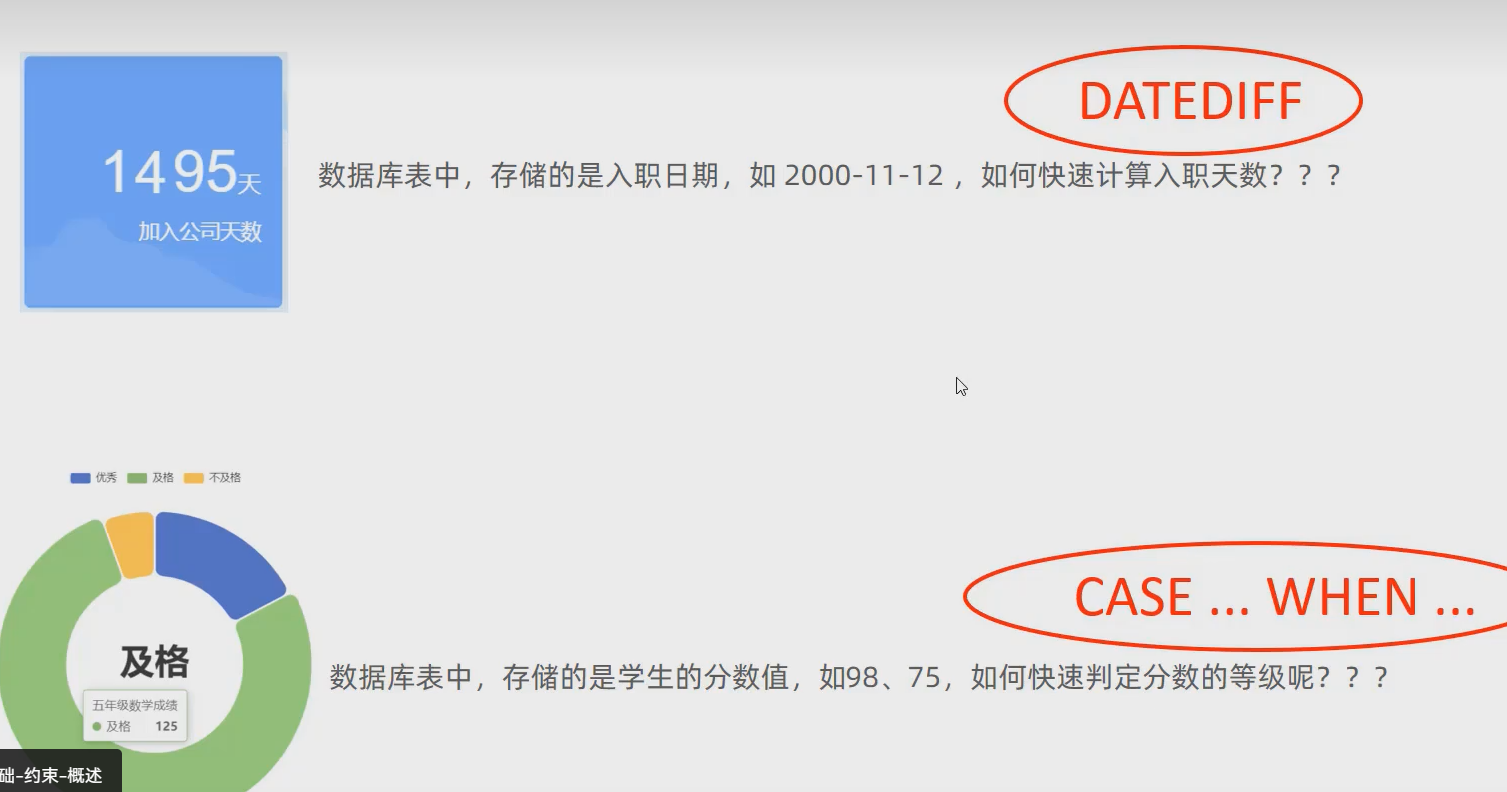 DATEDIFF
1495天
加入公司天数
数据库表中，存储的是入职日期，如 2000-11-12 ，如何快速计算入职天数？？？
优秀 及格 不及格
CASE ... WHEN ...
及格
数据库表中，存储的是学生的分数值，如98、75，如何快速判定分数的等级呢？？？
五年级数学成绩
及格 125
础-约束-概述